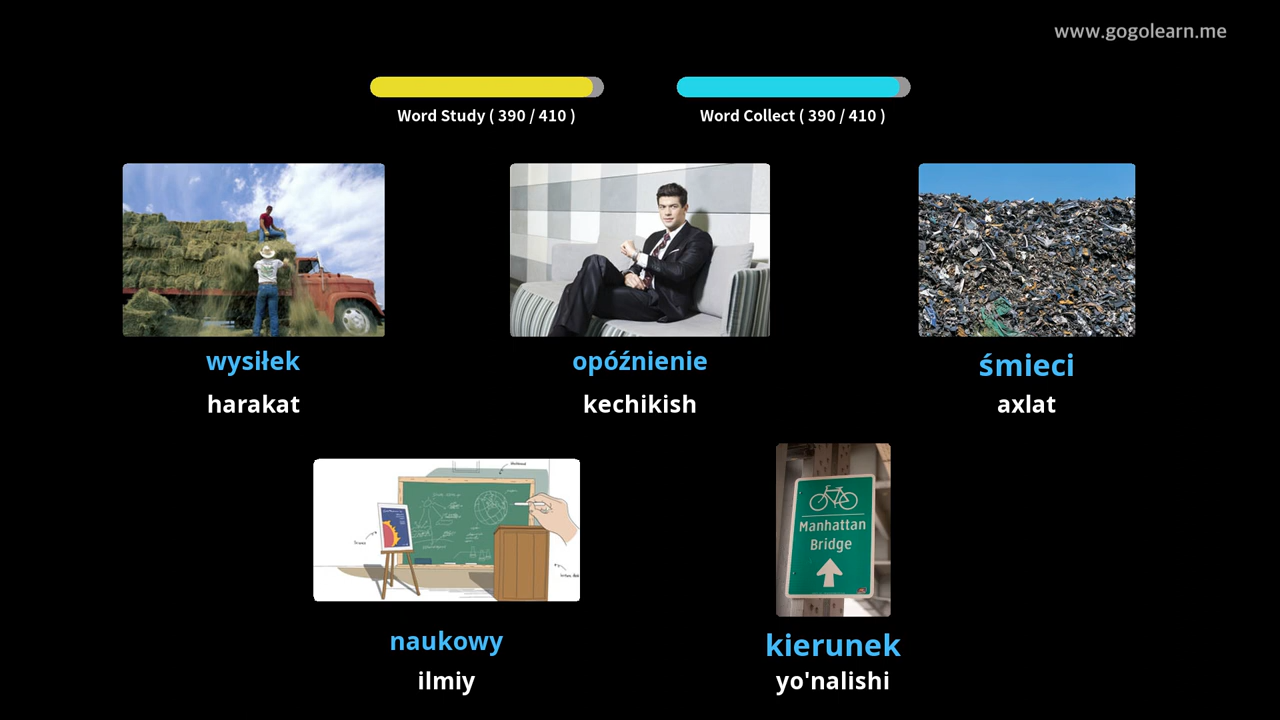 www.gogolearn.me
Word Study ( 390 / 410 )
Word Collect ( 390 / 410 )
wysiłek
harakat
opóźnienie
kechikish
śmieci
axlat
naukowy
ilmiy
Manhattan
Bridge
kierunek
yo'nalishi